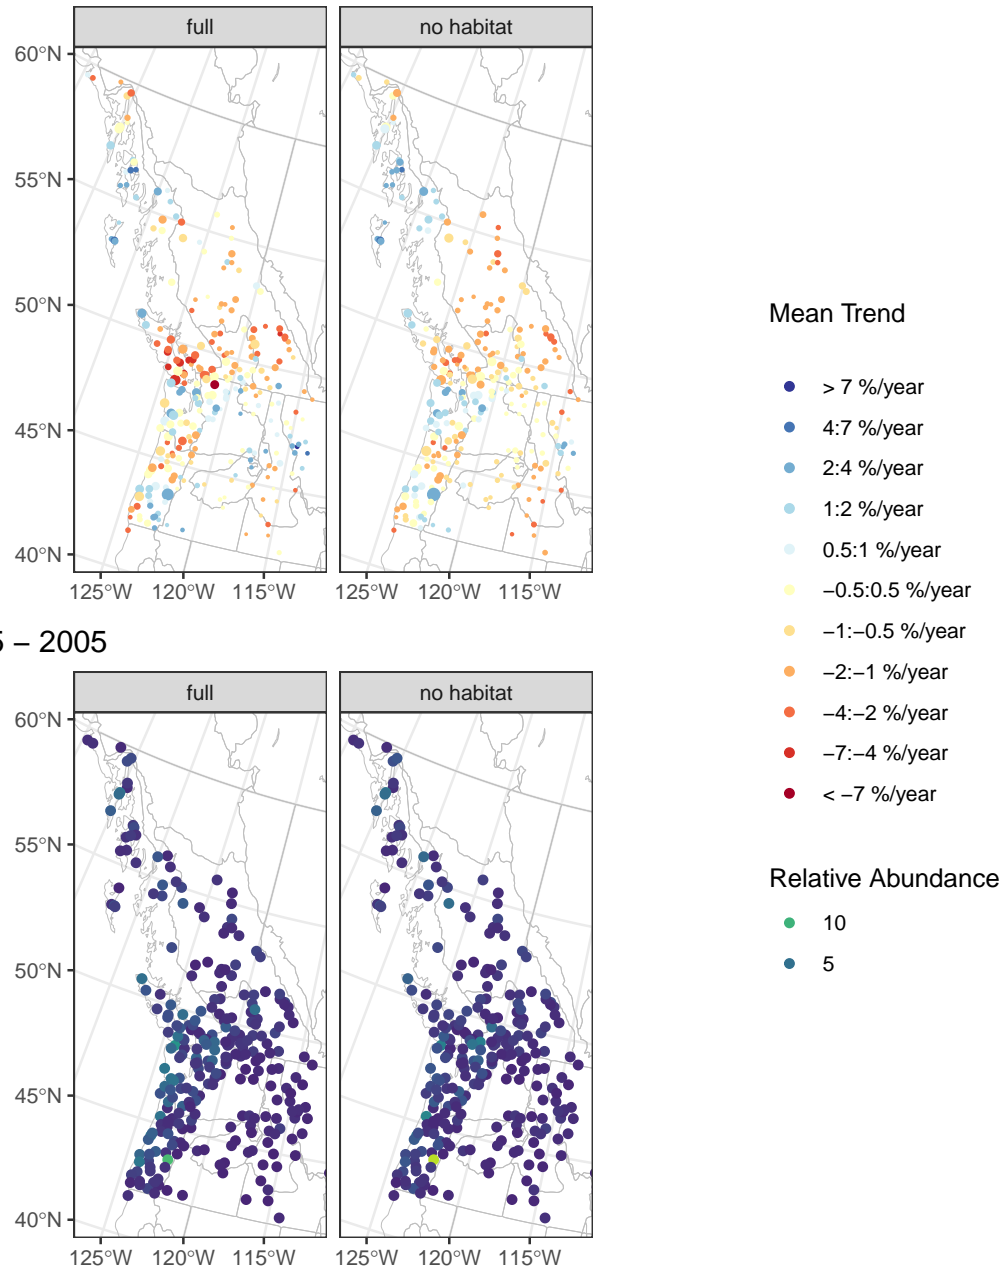 full
no habitat
60°N
55°N
50°N
45°N
40°N
125°W 120°W 115°W
125°W 120°W 115°W
Mean Trend
> 7 %/year
4:7 %/year
2:4 %/year
1:2 %/year
0.5:1 %/year
−0.5:0.5 %/year
−1:−0.5 %/year
−2:−1 %/year
−4:−2 %/year
−7:−4 %/year
< −7 %/year
– 2005
full
no habitat
60°N
55°N
50°N
45°N
40°N
125°W 120°W 115°W
125°W 120°W 115°W
Relative Abundance
10
5